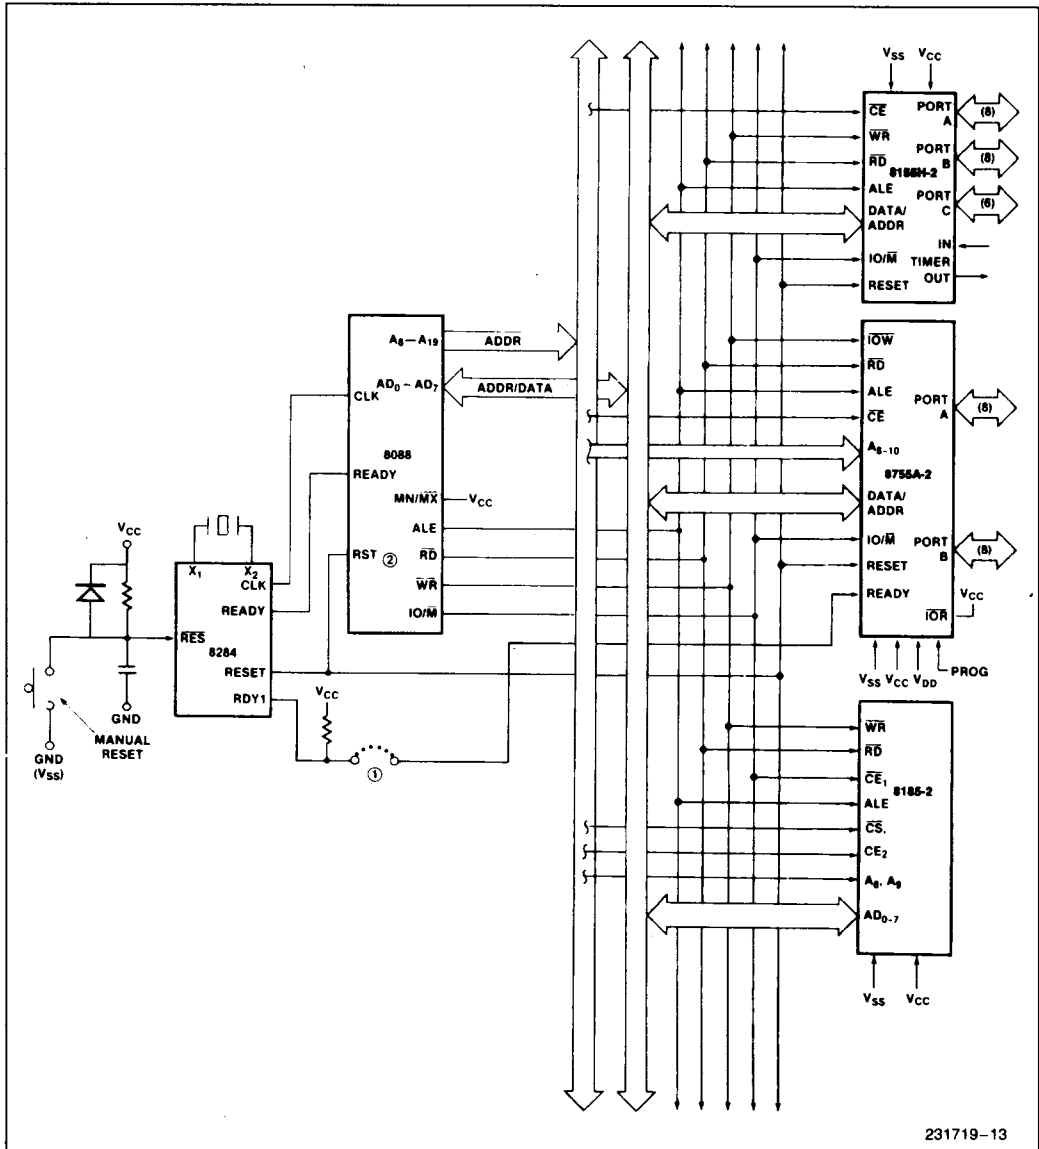 VSS VCC
CE PORT A (8)
WR
RD PORT B (8)
8155H-2
ALE PORT C (6)
DATA/ADDR
IN
IO/M TIMER
OUT
RESET
A8–A19 ADDR
AD0–AD7 ADDR/DATA
CLK
8088
READY
MN/MX VCC
ALE
RST ② RD
WR
IO/M
IOW
RD
ALE
PORT A (8)
CE
A8-10
8755A-2
DATA/ADDR
IO/M PORT B (8)
RESET
READY VCC
IOR
VSS VCC VDD PROG
VCC
X1 X2
CLK
READY
RES
8284
RESET
RDY1
VCC
①
GND
MANUAL RESET
GND (VSS)
WR
RD
CE1
8185-2
ALE
CS.
CE2
A8, A9
AD0-7
VSS VCC
231719–13